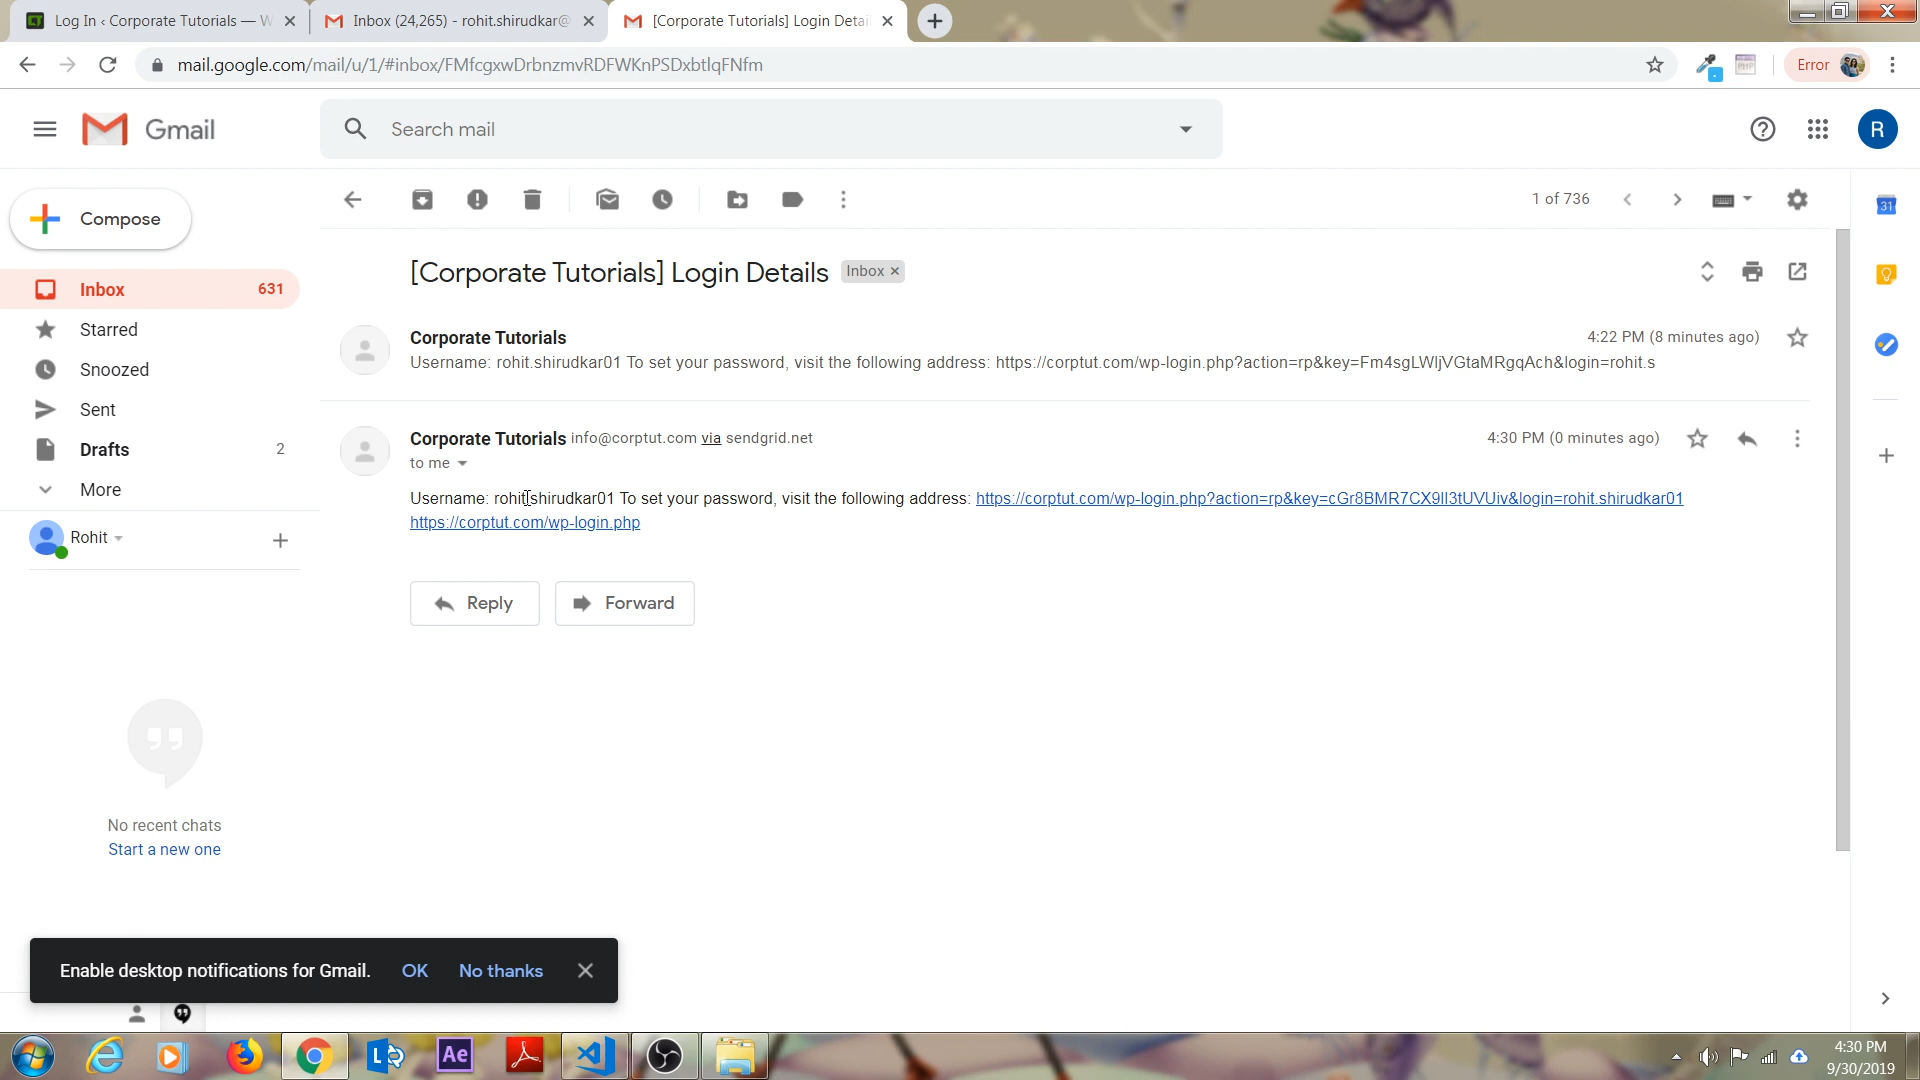 Log In ‹ Corporate Tutorials — W
Inbox (24,265) - rohit.shirudkar@
[Corporate Tutorials] Login Detai
mail.google.com/mail/u/1/#inbox/FMfcgxwDrbnzmvRDFWKnPSDxbtlqFNfm
Error
Gmail
Search mail
R
Compose
1 of 736
31
Inbox 631
Starred
Snoozed
Sent
Drafts 2
More
Rohit
No recent chats
Start a new one
[Corporate Tutorials] Login Details Inbox
Corporate Tutorials 4:22 PM (8 minutes ago)
Username: rohit.shirudkar01 To set your password, visit the following address: https://corptut.com/wp-login.php?action=rp&key=Fm4sgLWljVGtaMRgqAch&login=rohit.s
Corporate Tutorials info@corptut.com via sendgrid.net 4:30 PM (0 minutes ago)
to me
Username: rohit.shirudkar01 To set your password, visit the following address: https://corptut.com/wp-login.php?action=rp&key=cGr8BMR7CX9lI3tUVUiv&login=rohit.shirudkar01
https://corptut.com/wp-login.php
Reply
Forward
Enable desktop notifications for Gmail. OK No thanks
Ae
4:30 PM
9/30/2019